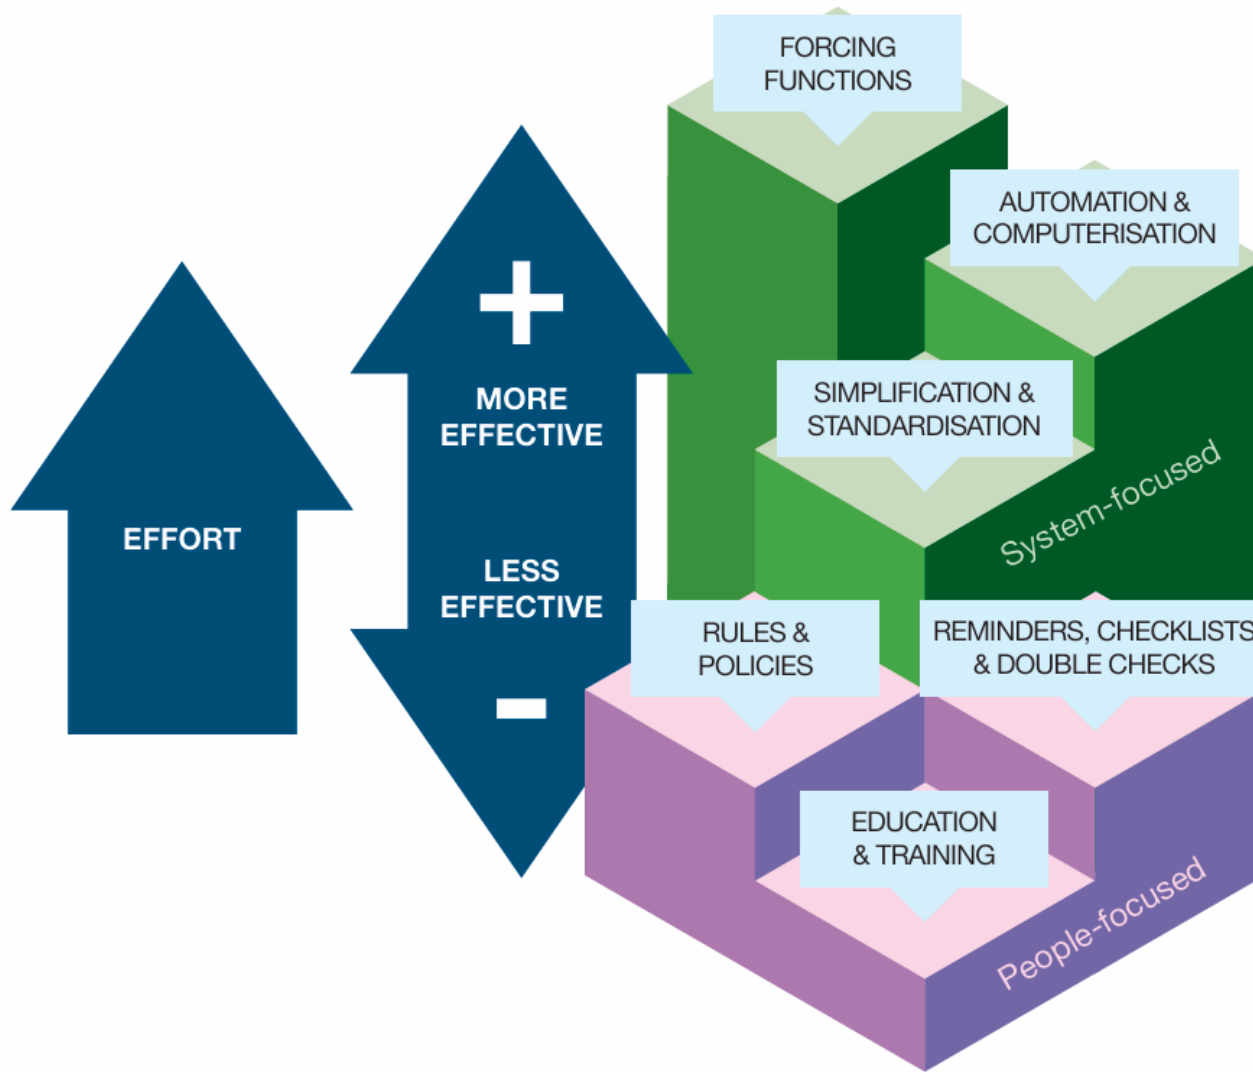 FORCING
FUNCTIONS
AUTOMATION &
COMPUTERISATION
+
MORE
EFFECTIVE
SIMPLIFICATION &
STANDARDISATION
System-focused
EFFORT
LESS
EFFECTIVE
-
RULES &
POLICIES
REMINDERS, CHECKLISTS
& DOUBLE CHECKS
EDUCATION
& TRAINING
People-focused